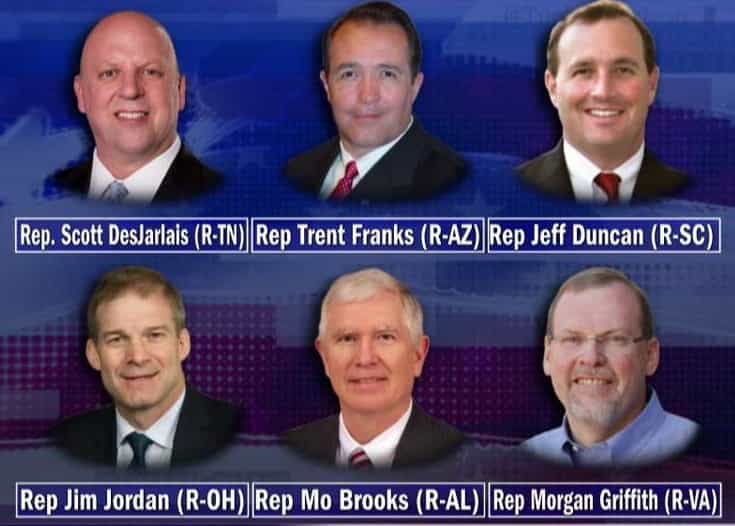 Rep. Scott DesJarlais (R-TN) Rep Trent Franks (R-AZ) Rep Jeff Duncan (R-SC)
Rep Jim Jordan (R-OH) Rep Mo Brooks (R-AL) Rep Morgan Griffith (R-VA)